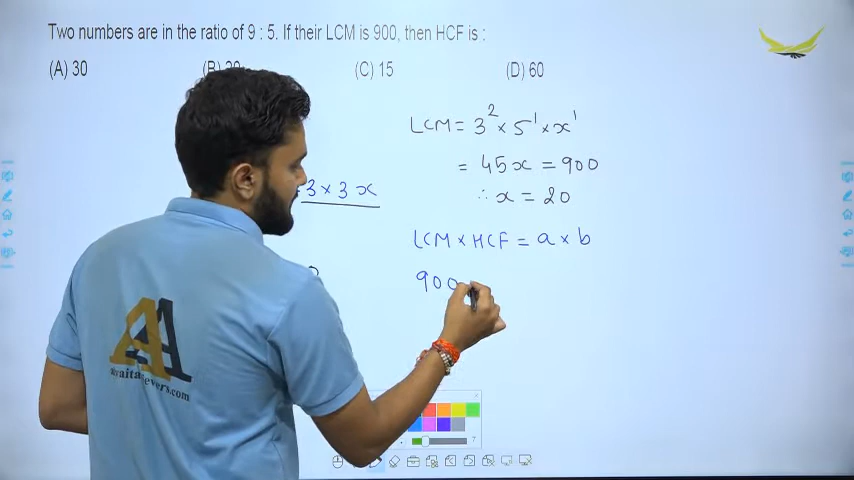 Two numbers are in the ratio of 9 : 5. If their LCM is 900, then HCF is :
(A) 30 (B) 20 (C) 15 (D) 60
LCM = 3² × 5¹ × x¹
= 45x = 900
3 × 3 x
∴ x = 20
LCM × HCF = a × b
900
A